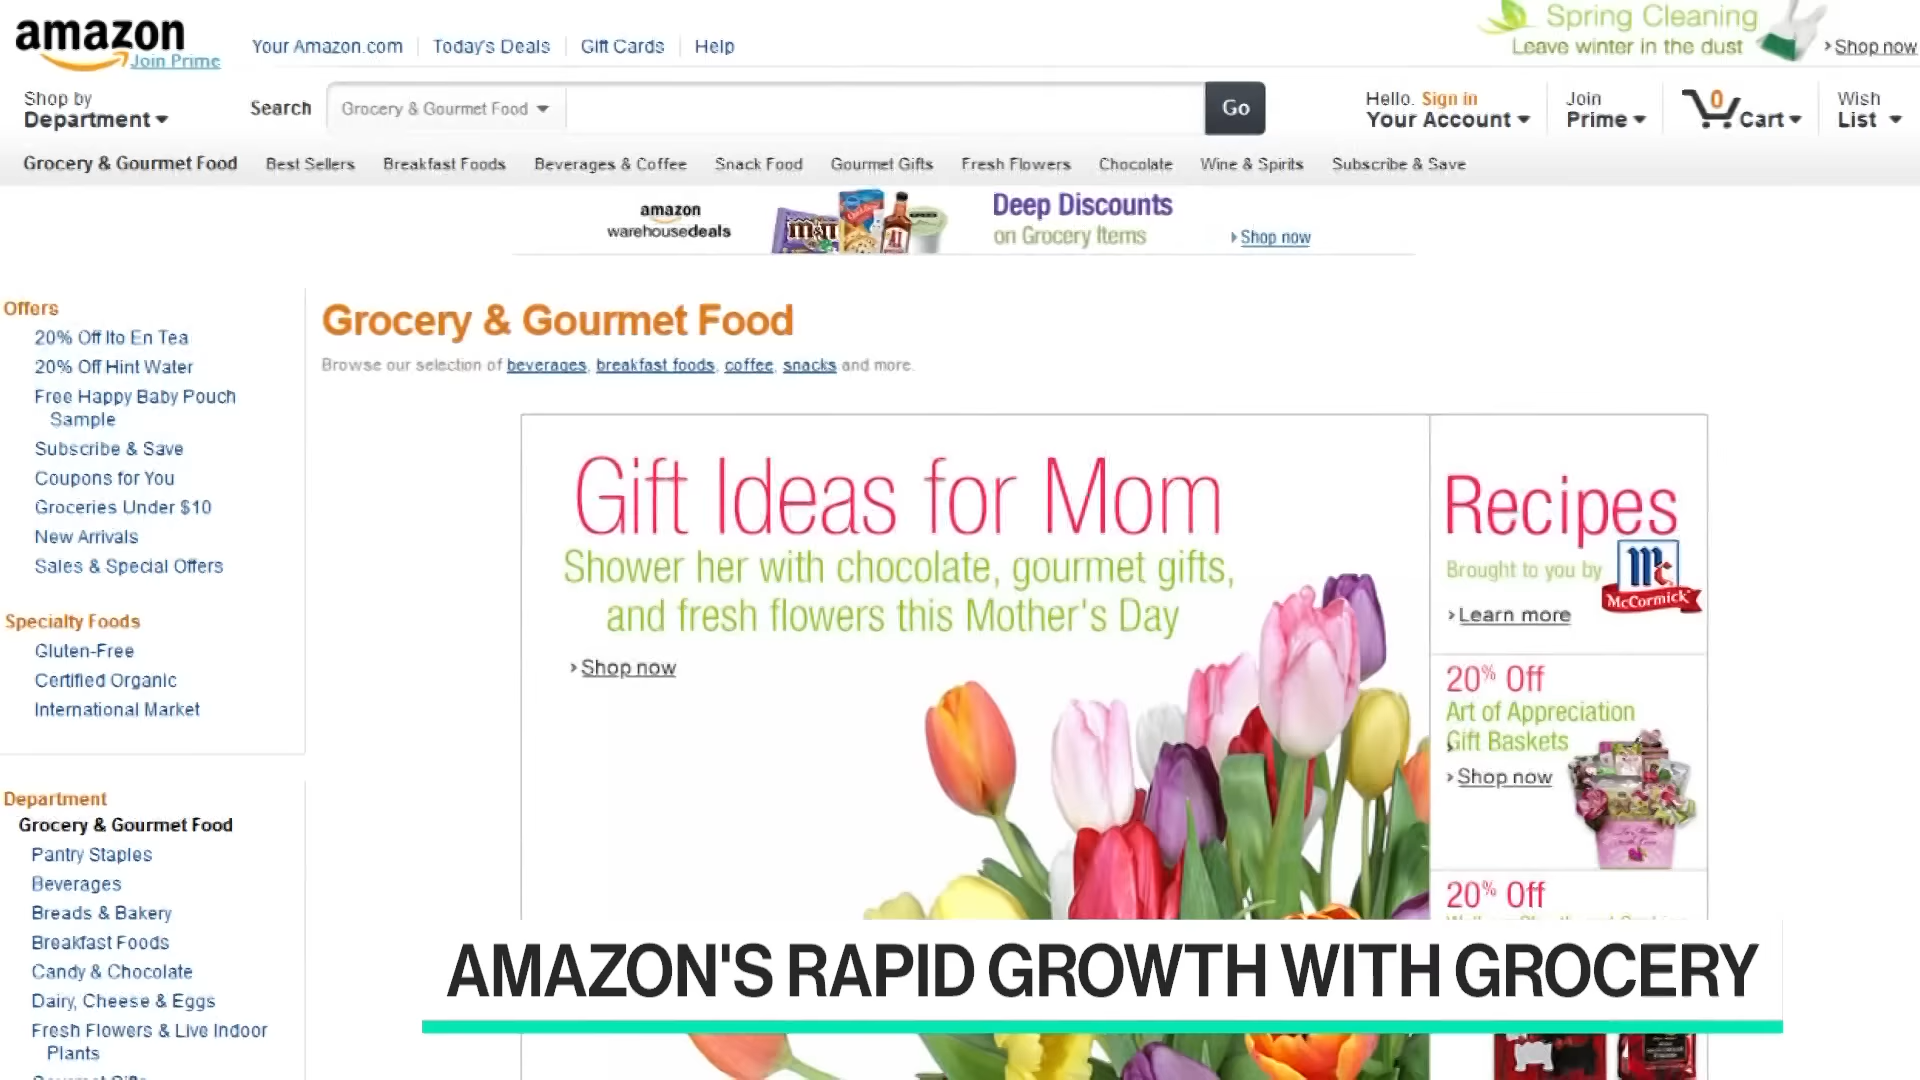 amazon
Join Prime
Your Amazon.com
Today's Deals
Gift Cards
Help
Spring Cleaning
Leave winter in the dust
Shop now
Shop by
Department
Search
Grocery & Gourmet Food
Go
Hello. Sign in
Your Account
Join
Prime
0
Cart
Wish
List
Grocery & Gourmet Food
Best Sellers
Breakfast Foods
Beverages & Coffee
Snack Food
Gourmet Gifts
Fresh Flowers
Chocolate
Wine & Spirits
Subscribe & Save
amazon
warehousedeals
m&m
A1
Deep Discounts
on Grocery Items
Shop now
Offers
20% Off Ito En Tea
20% Off Hint Water
Free Happy Baby Pouch
Sample
Subscribe & Save
Coupons for You
Groceries Under $10
New Arrivals
Sales & Special Offers
Specialty Foods
Gluten-Free
Certified Organic
International Market
Department
Grocery & Gourmet Food
Pantry Staples
Beverages
Breads & Bakery
Breakfast Foods
Candy & Chocolate
Dairy, Cheese & Eggs
Fresh Flowers & Live Indoor
Plants
Grocery & Gourmet Food
Browse our selection of beverages, breakfast foods, coffee, snacks and more.
Gift Ideas for Mom
Shower her with chocolate, gourmet gifts,
and fresh flowers this Mother's Day
Shop now
Recipes
Brought to you by
Mc
McCormick
Learn more
20% Off
Art of Appreciation
Gift Baskets
Shop now
20% Off
AMAZON'S RAPID GROWTH WITH GROCERY